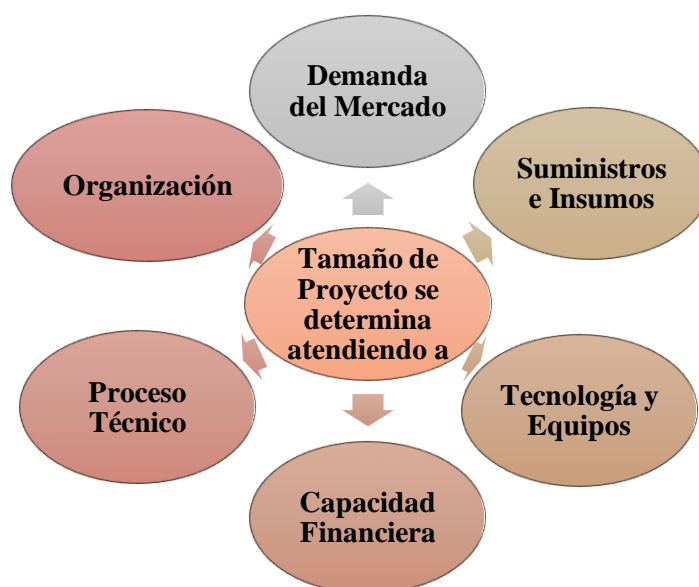 Demanda
del Mercado
Organización
Suministros
e Insumos
Tamaño de
Proyecto se
determina
atendiendo a
Proceso
Técnico
Tecnología y
Equipos
Capacidad
Financiera